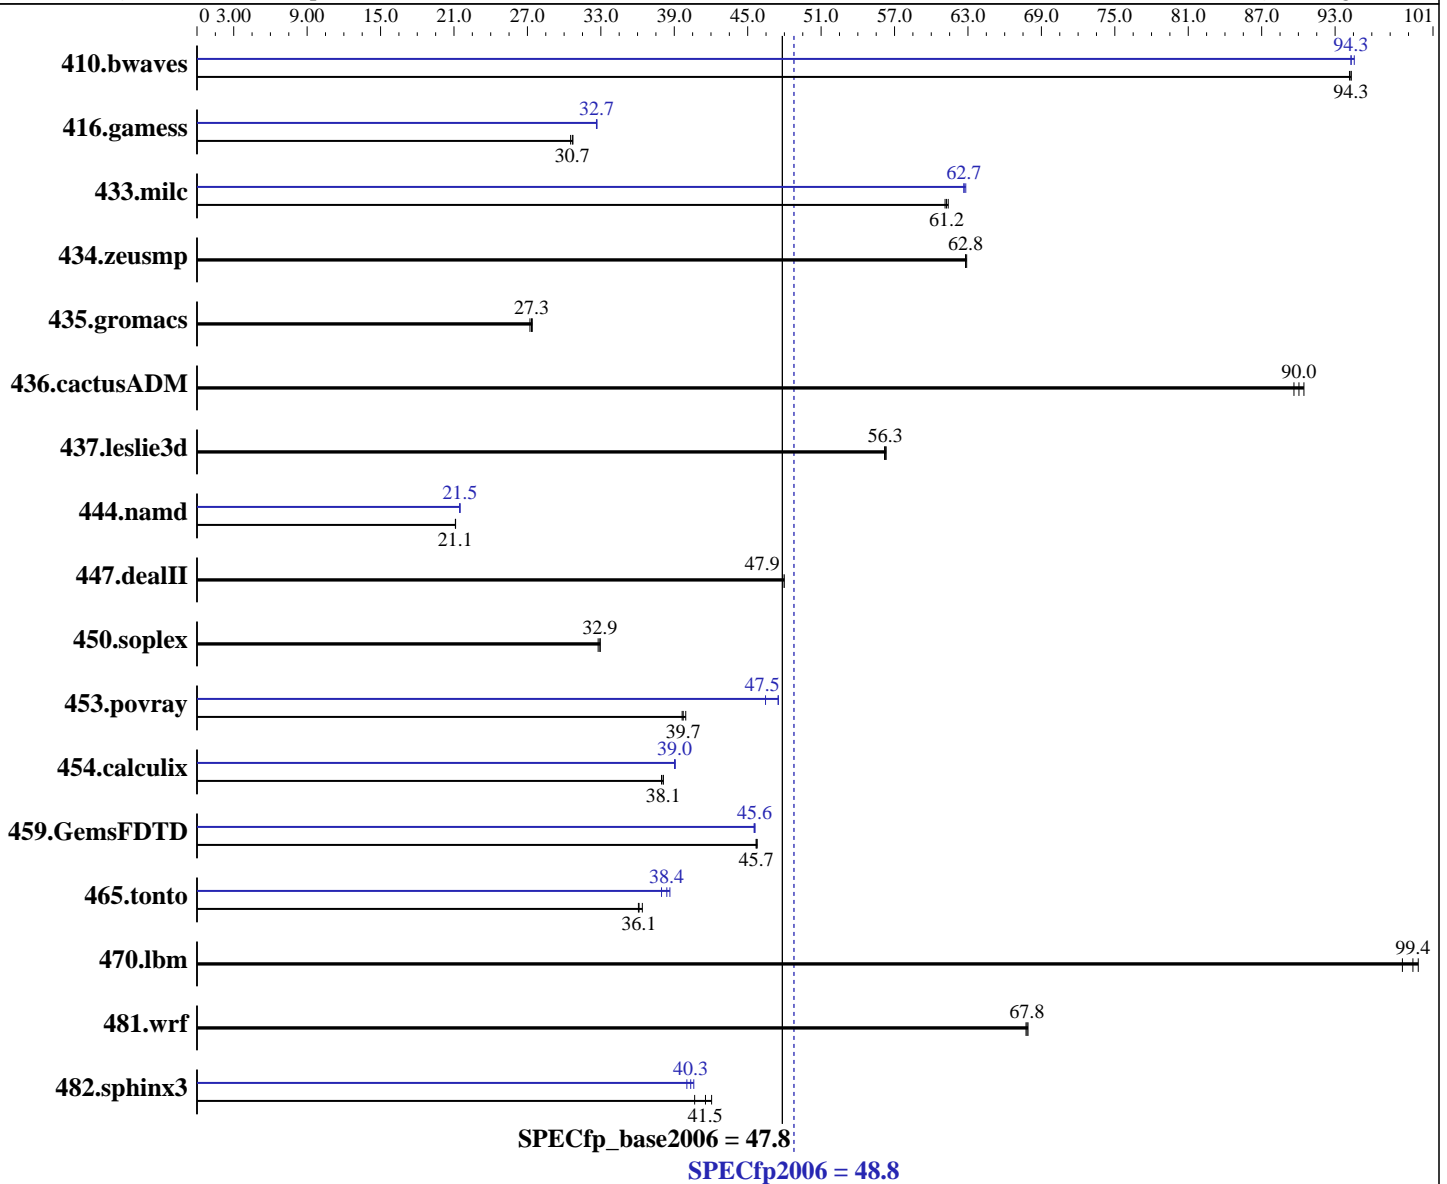 0 3.00 9.00 15.0 21.0 27.0 33.0 39.0 45.0 51.0 57.0 63.0 69.0 75.0 81.0 87.0 93.0 101
94.3
410.bwaves
94.3
32.7
416.gamess
30.7
62.7
433.milc
61.2
62.8
434.zeusmp
27.3
435.gromacs
90.0
436.cactusADM
56.3
437.leslie3d
21.5
444.namd
21.1
47.9
447.dealII
32.9
450.soplex
47.5
453.povray
39.7
39.0
454.calculix
38.1
45.6
459.GemsFDTD
45.7
38.4
465.tonto
36.1
99.4
470.lbm
67.8
481.wrf
40.3
482.sphinx3
41.5
SPECfp_base2006 = 47.8
SPECfp2006 = 48.8